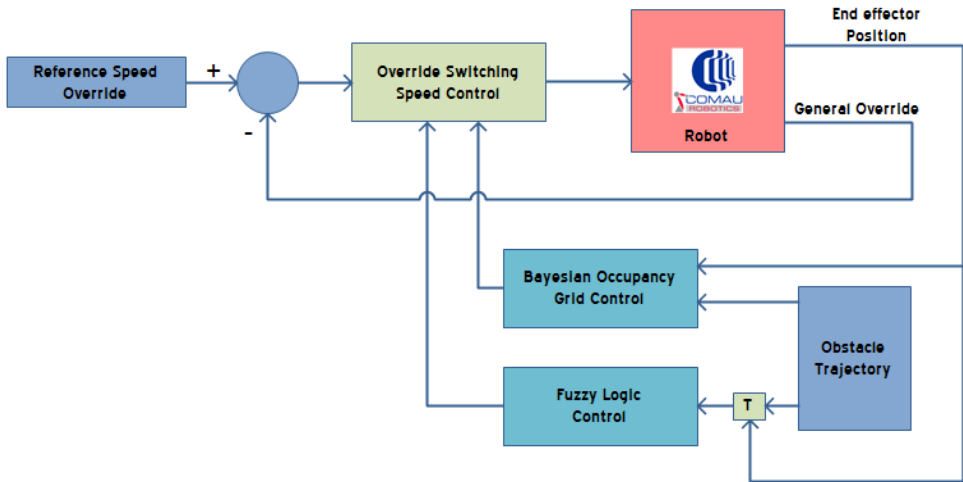 End effector
Position
Reference Speed
Override
+
-
Override Switching
Speed Control
COMAU
ROBOTICS
Robot
General Override
Bayesian Occupancy
Grid Control
Obstacle
Trajectory
Fuzzy Logic
Control
T